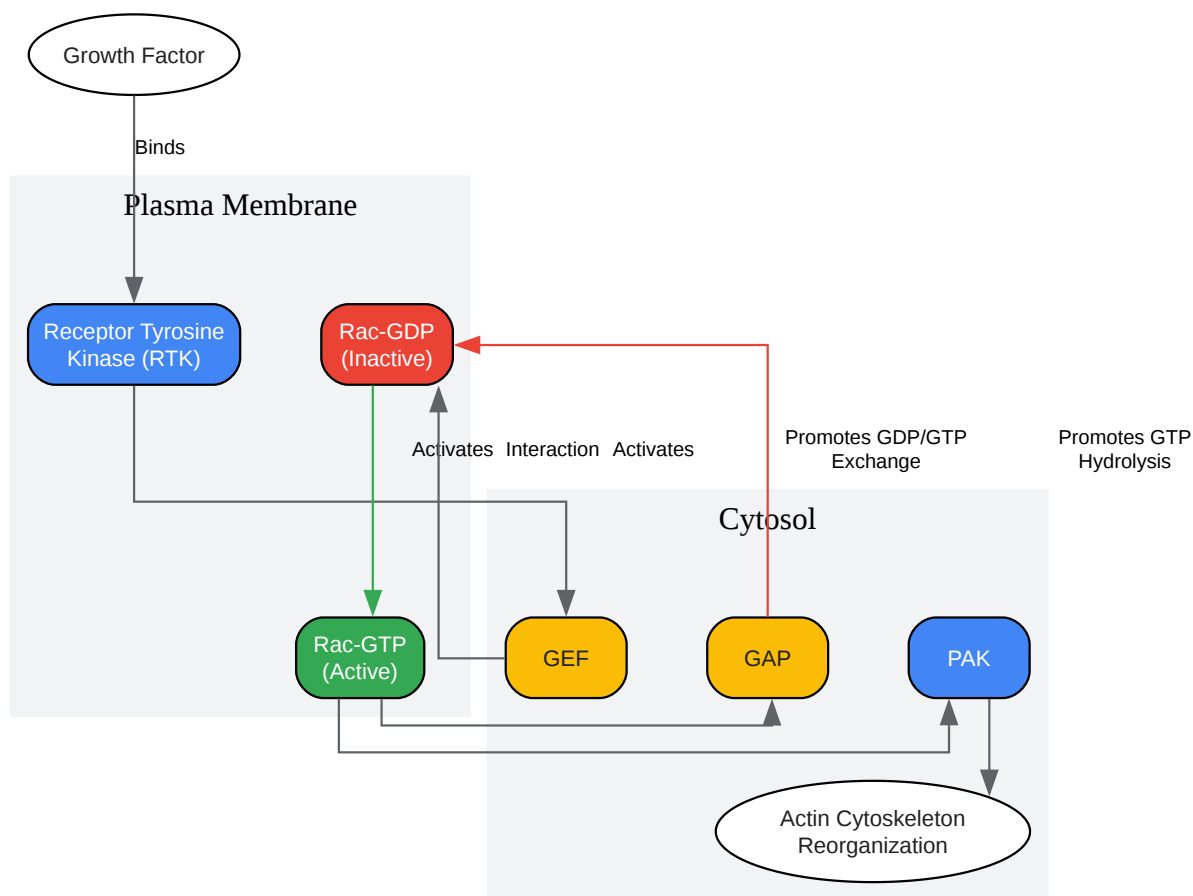 Growth Factor
Binds
Plasma Membrane
Receptor Tyrosine
Kinase (RTK)
Rac-GDP
(Inactive)
Activates
Interaction
Activates
Promotes GDP/GTP
Exchange
Promotes GTP
Hydrolysis
Cytosol
Rac-GTP
(Active)
GEF
GAP
PAK
Actin Cytoskeleton
Reorganization